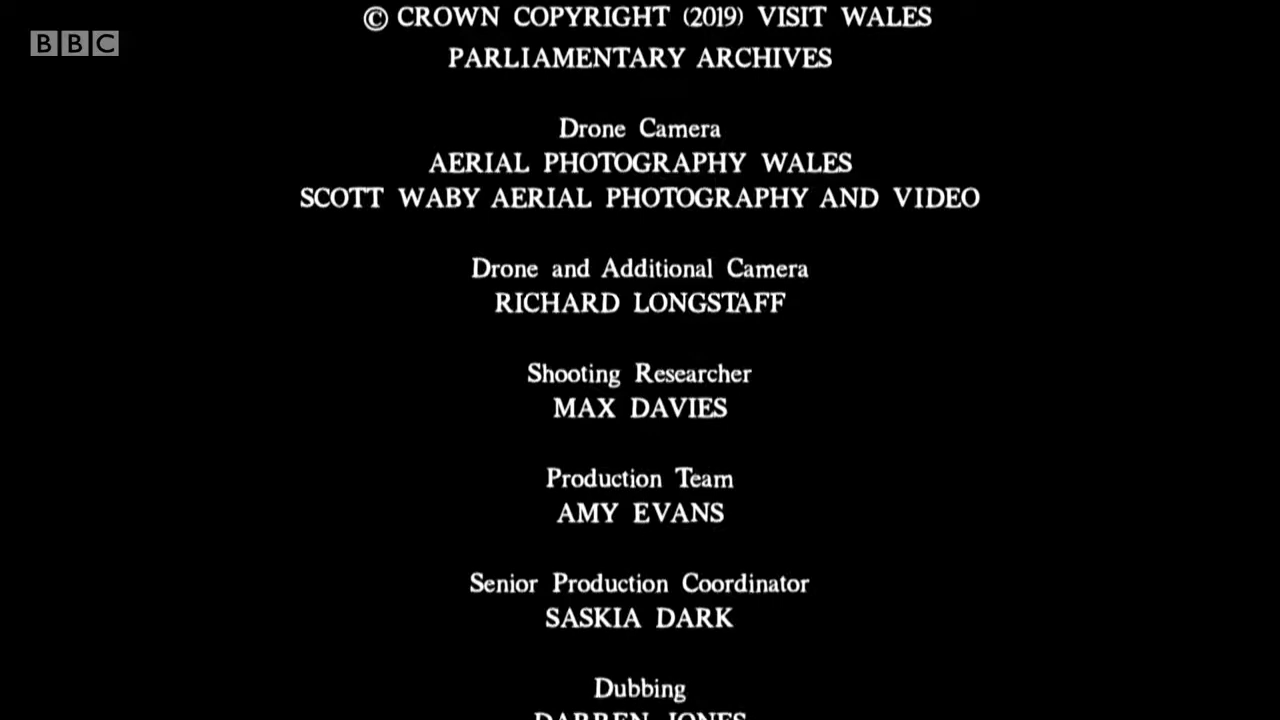 © CROWN COPYRIGHT (2019) VISIT WALES
BBC
PARLIAMENTARY ARCHIVES
Drone Camera
AERIAL PHOTOGRAPHY WALES
SCOTT WABY AERIAL PHOTOGRAPHY AND VIDEO
Drone and Additional Camera
RICHARD LONGSTAFF
Shooting Researcher
MAX DAVIES
Production Team
AMY EVANS
Senior Production Coordinator
SASKIA DARK
Dubbing
DARREN JONES